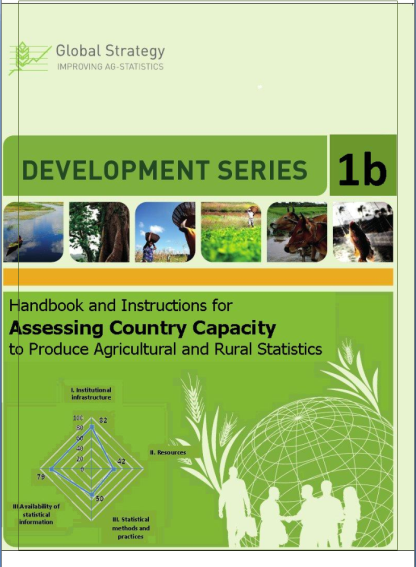 Global Strategy
IMPROVING AG-STATISTICS
DEVELOPMENT SERIES 1b
Handbook and Instructions for
Assessing Country Capacity
to Produce Agricultural and Rural Statistics
I. Institutional
infrastructure
100
80
60
40
20
0
82
II. Resources
42
79
50
III.Availability of
statistical
information
III. Statistical
methods and
practices